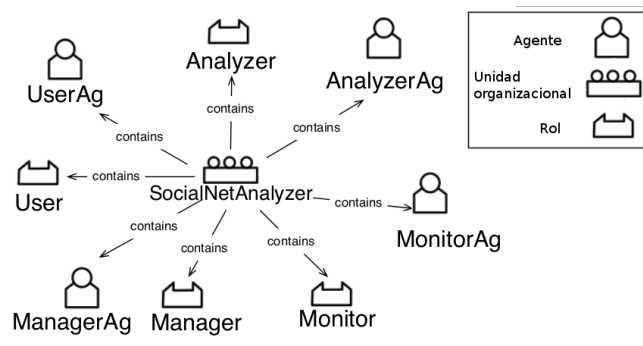 Analyzer
AnalyzerAg
UserAg
Agente
Unidad
organizacional
Rol
contains
contains
contains
contains
User
SocialNetAnalyzer
contains
contains
MonitorAg
contains
contains
ManagerAg
Manager
Monitor